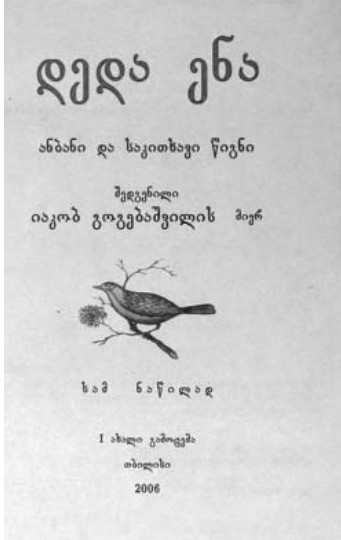 დედა ენა
ანბანი და საკითხავი წიგნი
შედგენილი
იაკობ გოგებაშვილის მიერ
სამ ნაწილად
I ახალი გამოცემა
თბილისი
2006